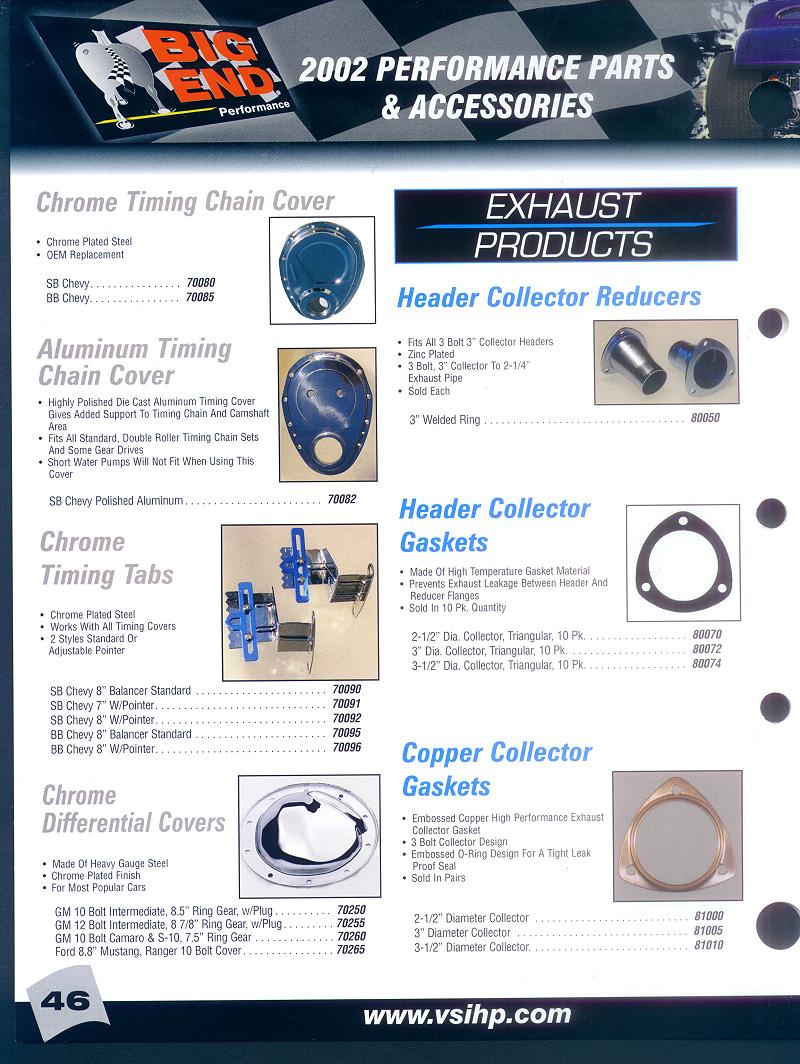 BIG
END
Performance
2002 PERFORMANCE PARTS
& ACCESSORIES
Chrome Timing Chain Cover
• Chrome Plated Steel
• OEM Replacement
SB Chevy. . . . . . . . . . . . . . . . 70080
BB Chevy. . . . . . . . . . . . . . . . 70085
Aluminum Timing
Chain Cover
• Highly Polished Die Cast Aluminum Timing Cover
Gives Added Support To Timing Chain And Camshaft
Area
• Fits All Standard, Double Roller Timing Chain Sets
And Some Gear Drives
• Short Water Pumps Will Not Fit When Using This
Cover
SB Chevy Polished Aluminum . . . . . . . . . . . . . . . . . . . . . . . 70082
Chrome
Timing Tabs
• Chrome Plated Steel
• Works With All Timing Covers
• 2 Styles Standard Or
Adjustable Pointer
SB Chevy 8” Balancer Standard . . . . . . . . . . . . . . . . . . . . . . 70090
SB Chevy 7” W/Pointer. . . . . . . . . . . . . . . . . . . . . . . . . . . . . 70091
SB Chevy 8” W/Pointer. . . . . . . . . . . . . . . . . . . . . . . . . . . . . 70092
BB Chevy 8” Balancer Standard . . . . . . . . . . . . . . . . . . . . . . 70095
BB Chevy 8” W/Pointer. . . . . . . . . . . . . . . . . . . . . . . . . . . . . 70096
Chrome
Differential Covers
• Made Of Heavy Gauge Steel
• Chrome Plated Finish
• For Most Popular Cars
GM 10 Bolt Intermediate, 8.5” Ring Gear, w/Plug . . . . . . . . . . 70250
GM 12 Bolt Intermediate, 8 7/8” Ring Gear, w/Plug. . . . . . . . . 70255
GM 10 Bolt Camaro & S-10, 7.5” Ring Gear . . . . . . . . . . . . . . 70260
Ford 8.8” Mustang, Ranger 10 Bolt Cover . . . . . . . . . . . . . . . . 70265
EXHAUST
PRODUCTS
Header Collector Reducers
• Fits All 3 Bolt 3” Collector Headers
• Zinc Plated
• 3 Bolt, 3” Collector To 2-1/4”
Exhaust Pipe
• Sold Each
3” Welded Ring . . . . . . . . . . . . . . . . . . . . . . . . . . . . . . . . . . 80050
Header Collector
Gaskets
• Made Of High Temperature Gasket Material
• Prevents Exhaust Leakage Between Header And
Reducer Flanges
• Sold In 10 Pk. Quantity
2-1/2” Dia. Collector, Triangular, 10 Pk. . . . . . . . . . . . . . . . . . 80070
3” Dia. Collector, Triangular, 10 Pk. . . . . . . . . . . . . . . . . . . . . 80072
3-1/2” Dia. Collector, Triangular, 10 Pk. . . . . . . . . . . . . . . . . . 80074
Copper Collector
Gaskets
• Embossed Copper High Performance Exhaust
Collector Gasket
• 3 Bolt Collector Design
• Embossed O-Ring Design For A Tight Leak
Proof Seal
• Sold In Pairs
2-1/2” Diameter Collector . . . . . . . . . . . . . . . . . . . . . . . . . . . 81000
3” Diameter Collector . . . . . . . . . . . . . . . . . . . . . . . . . . . . . . 81005
3-1/2” Diameter Collector. . . . . . . . . . . . . . . . . . . . . . . . . . . . 81010
46
www.vsihp.com